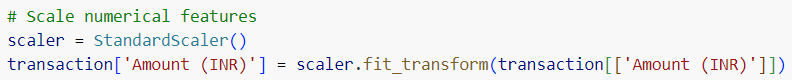 # Scale numerical features
scaler = StandardScaler()
transaction['Amount (INR)'] = scaler.fit_transform(transaction[['Amount (INR)']])